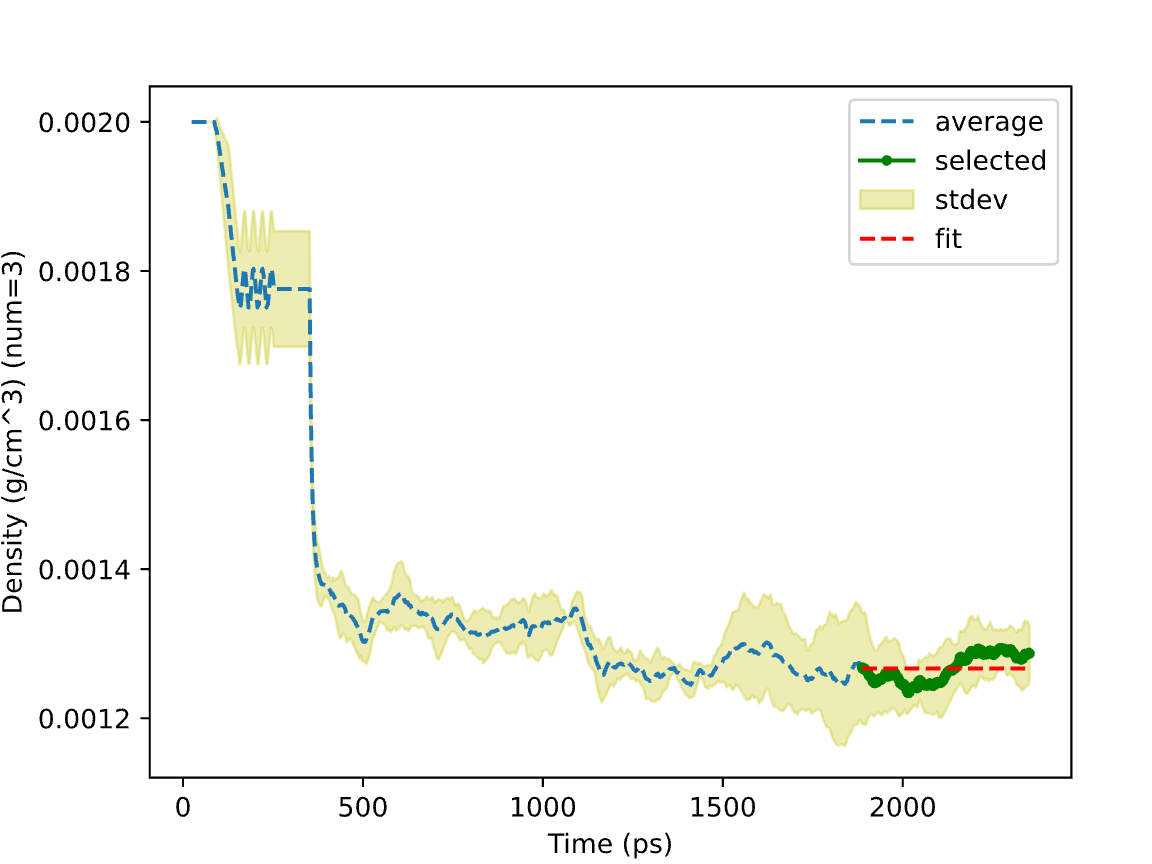 0.0020
0.0018
0.0016
0.0014
0.0012
Density (g/cm^3) (num=3)
0
500
1000
1500
2000
Time (ps)
average
selected
stdev
fit